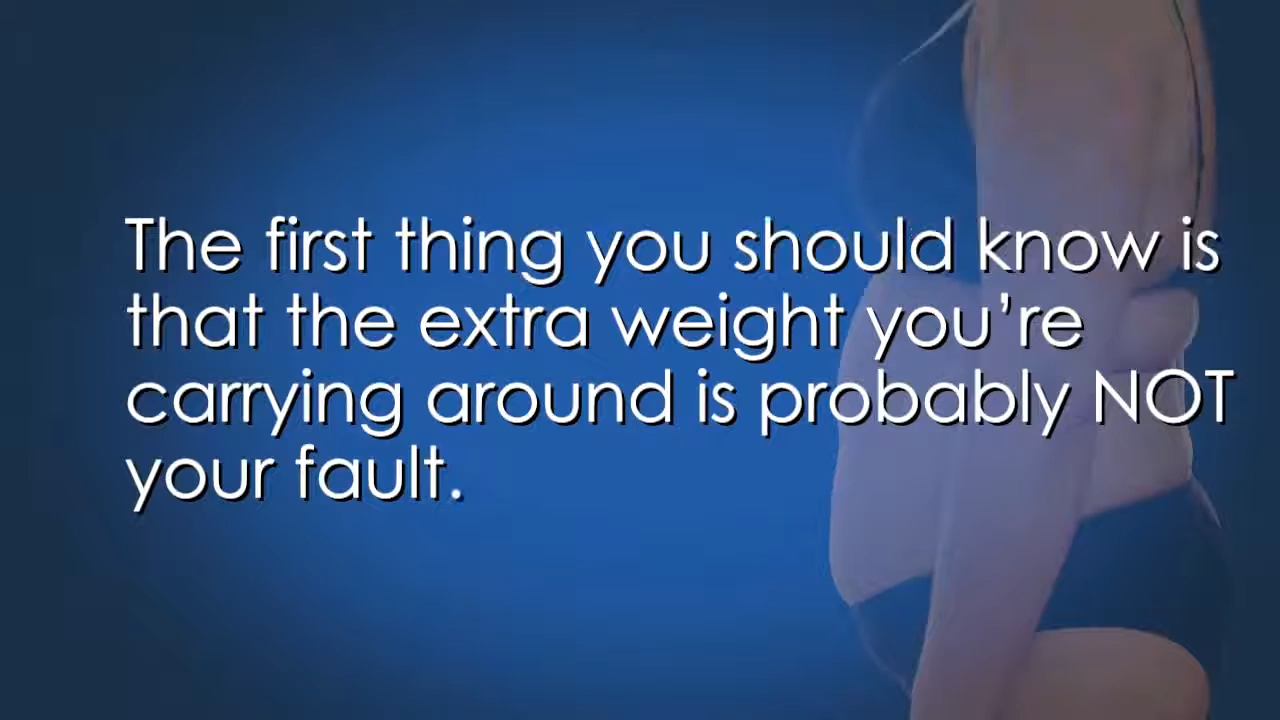 The first thing you should know is
that the extra weight you’re
carrying around is probably NOT
your fault.